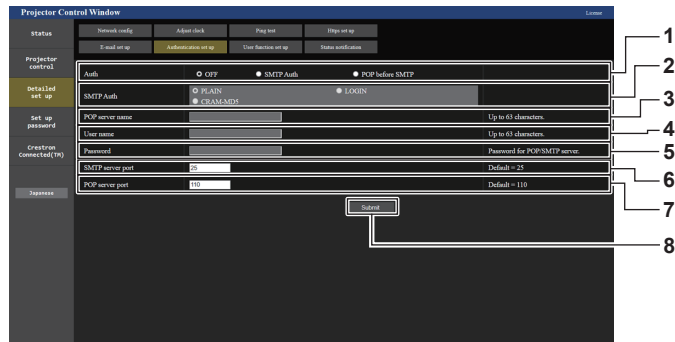 Projector Control Window
License
Status
Network config
Adjust clock
Ping test
Https set up
E-mail set up
Authentication set up
User function set up
Status notification
Projector
control
Detailed
set up
Set up
password
Crestron
Connected(TM)
Japanese
Auth
OFF
SMTP Auth
POP before SMTP
1
SMTP Auth
PLAIN
LOGIN
CRAM-MD5
2
POP server name
Up to 63 characters.
3
User name
Up to 63 characters.
4
Password
Password for POP/SMTP server.
5
SMTP server port
25
Default = 25
6
POP server port
110
Default = 110
7
Submit
8